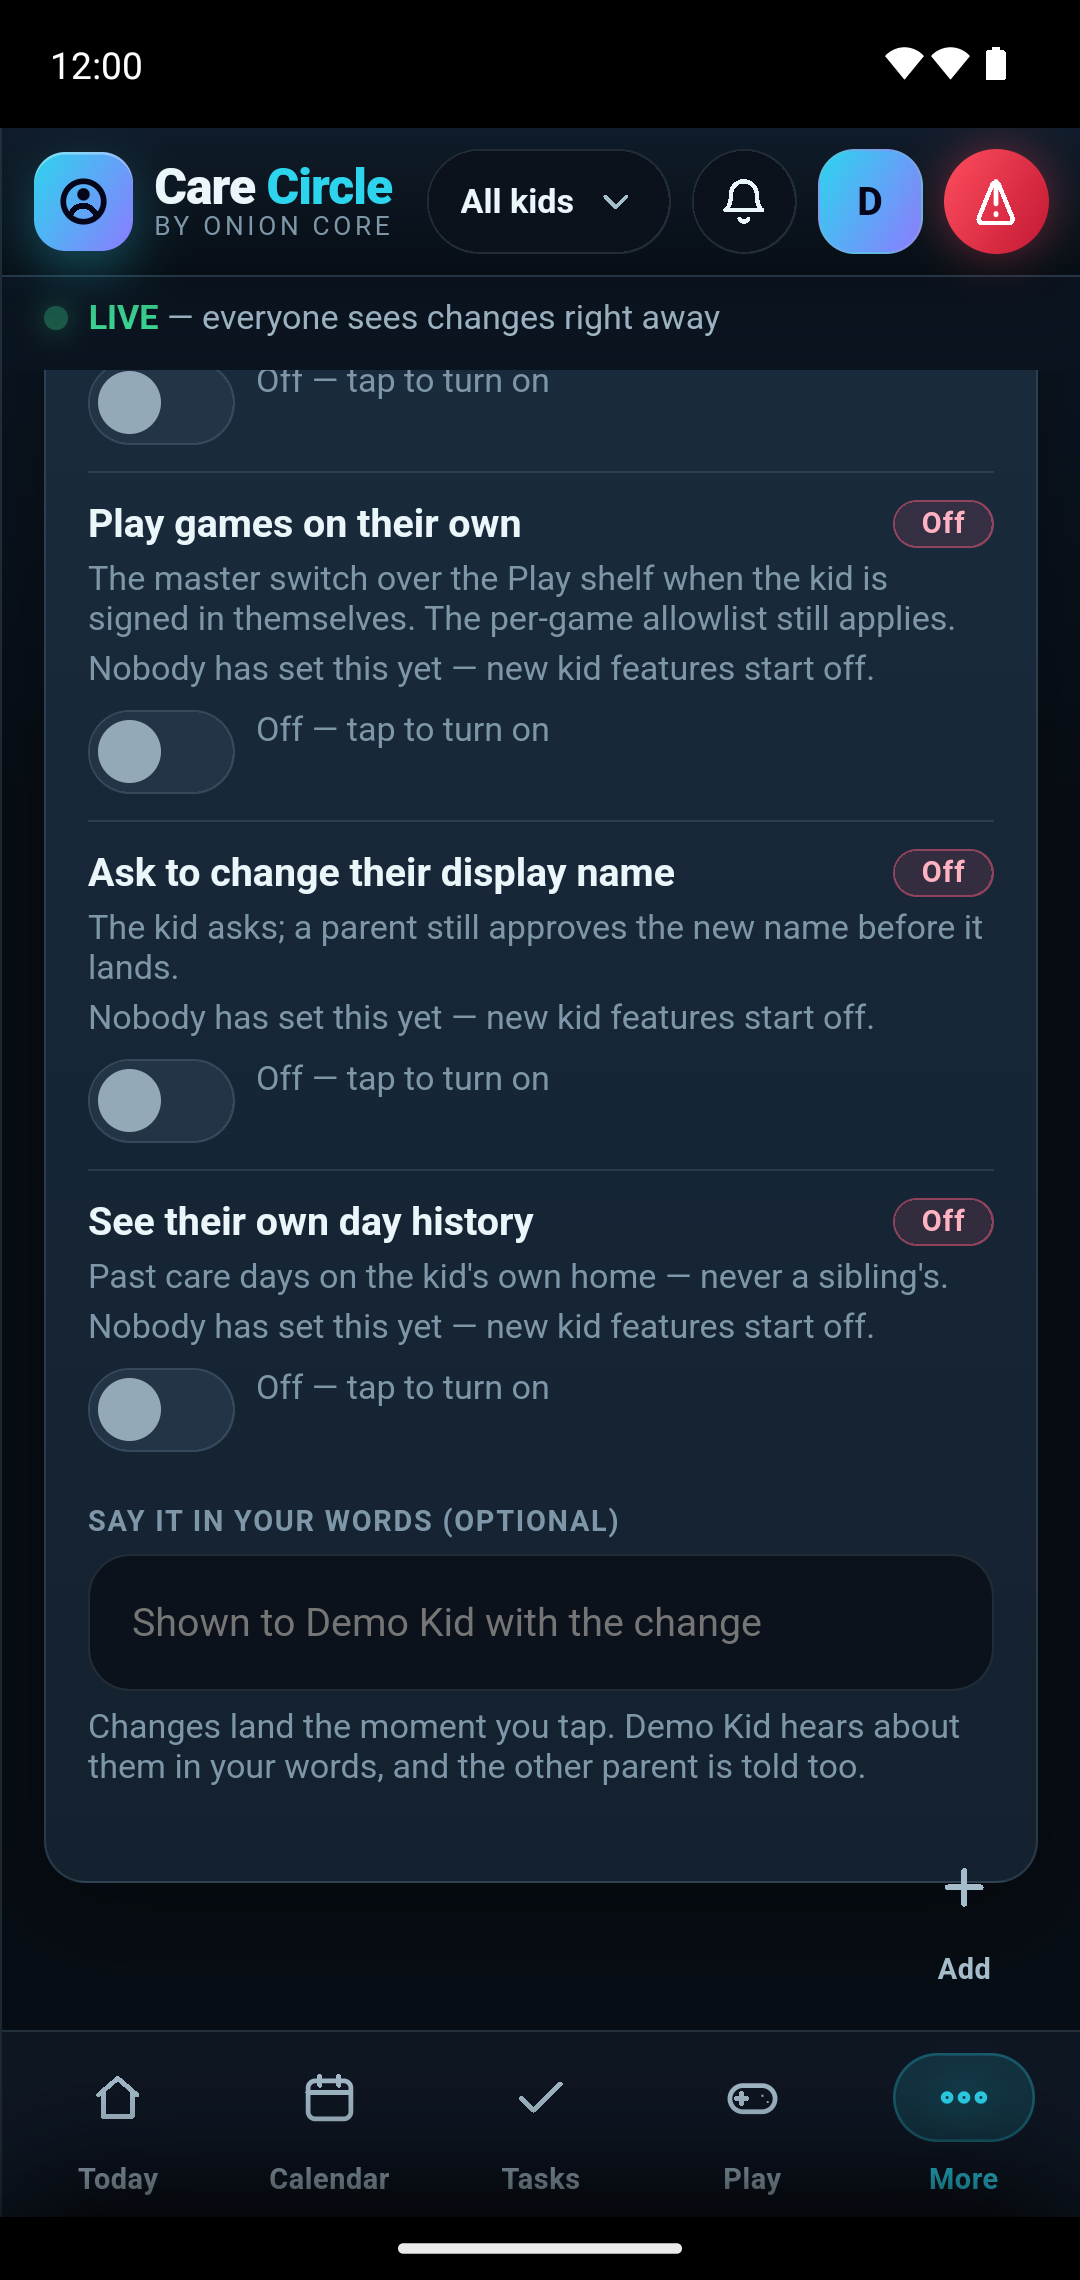 12:00
Care Circle
BY ONION CORE
All kids
D
LIVE — everyone sees changes right away
Off — tap to turn on
Play games on their own
Off
The master switch over the Play shelf when the kid is
signed in themselves. The per-game allowlist still applies.
Nobody has set this yet — new kid features start off.
Off — tap to turn on
Ask to change their display name
Off
The kid asks; a parent still approves the new name before it
lands.
Nobody has set this yet — new kid features start off.
Off — tap to turn on
See their own day history
Off
Past care days on the kid's own home — never a sibling's.
Nobody has set this yet — new kid features start off.
Off — tap to turn on
SAY IT IN YOUR WORDS (OPTIONAL)
Shown to Demo Kid with the change
Changes land the moment you tap. Demo Kid hears about
them in your words, and the other parent is told too.
Add
Today
Calendar
Tasks
Play
More